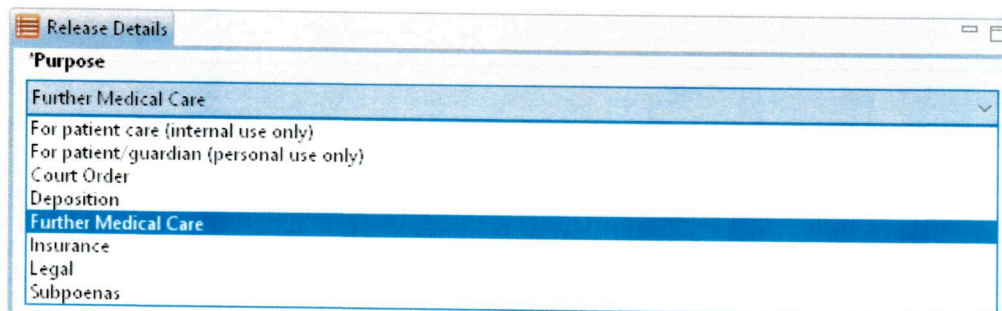 Release Details
*Purpose
Further Medical Care
For patient care (internal use only)
For patient/guardian (personal use only)
Court Order
Deposition
Further Medical Care
Insurance
Legal
Subpoenas